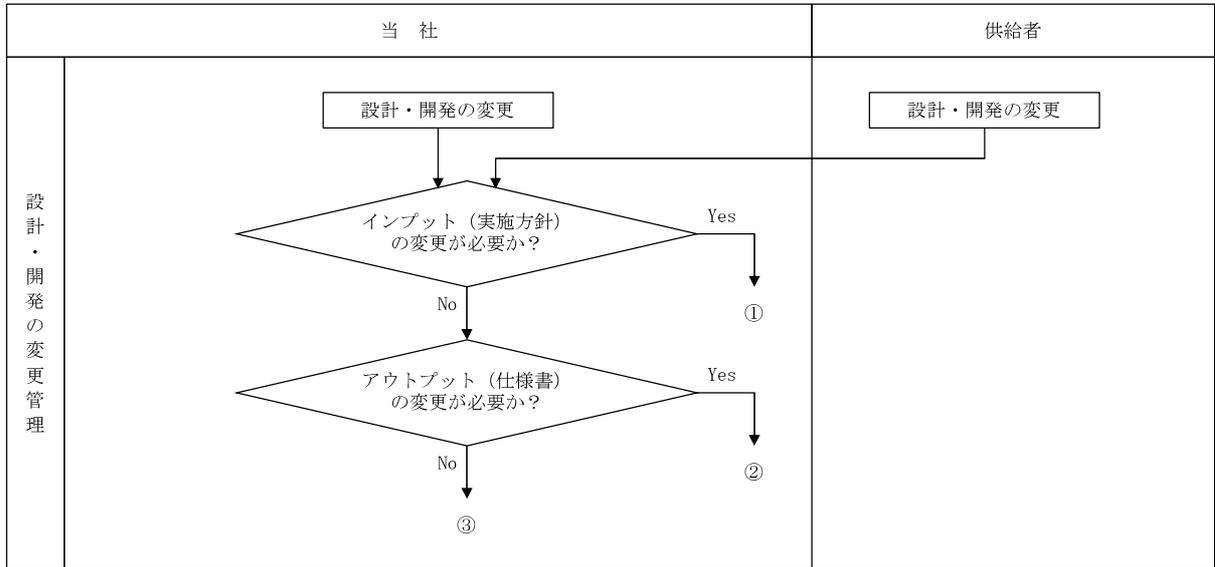 当　社
供給者
設計・開発の変更管理
設計・開発の変更
設計・開発の変更
インプット（実施方針）
の変更が必要か？
Yes
①
No
アウトプット（仕様書）
の変更が必要か？
Yes
②
No
③